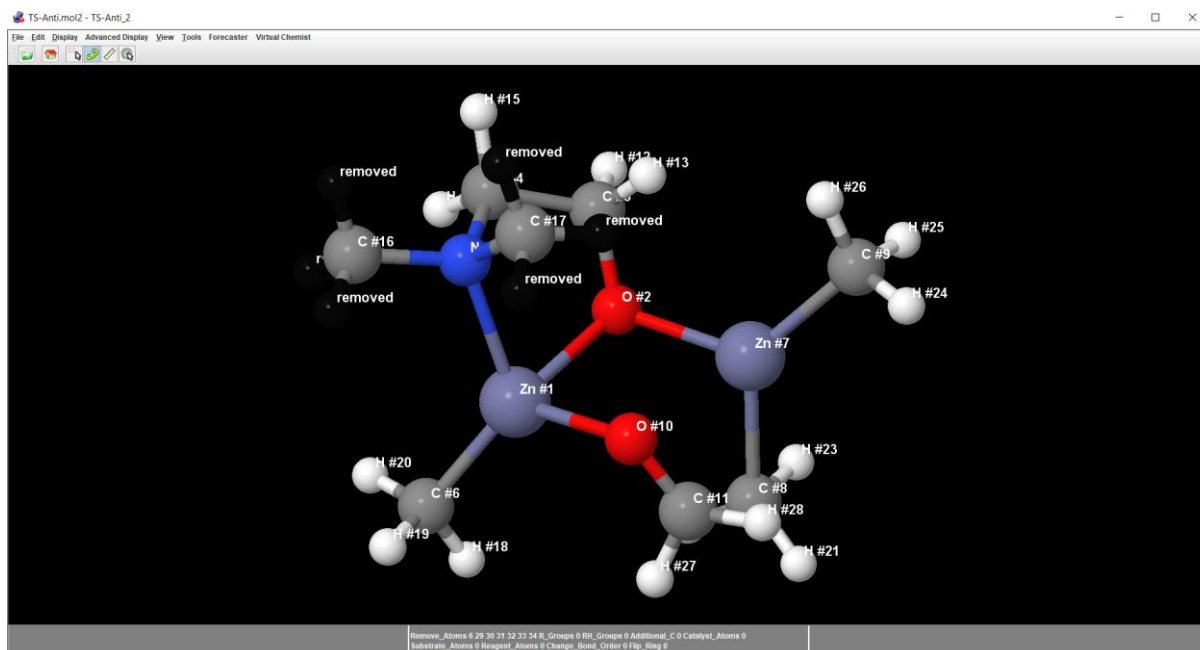 TS-Anti.mol2 - TS-Anti_2
File Edit Display Advanced Display View Tools Forecaster Virtual Chemist
H #15
removed
H #13
removed
H #26
H
C #17
removed
H #25
C #16
N
C #9
removed
removed
H #24
O #2
Zn #7
Zn #1
O #10
H #20
H #23
C #6
C #11
C #8
H #28
H #19
H #18
H #21
H #27
Remove_Atoms 6 29 30 31 32 33 34 R_Groups 0 RH_Groups 0 Additional_C 0 Catalyst_Atoms 0
Substrate_Atoms 0 Reagent_Atoms 0 Change_Bond_Order 0 Flip_Ring 0